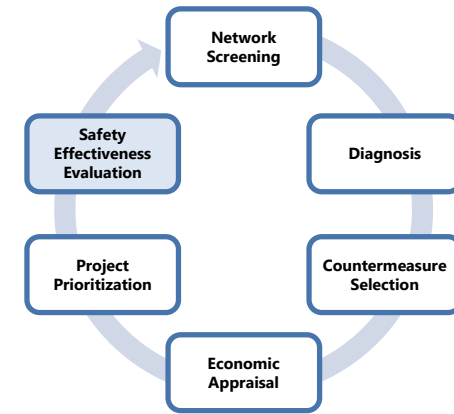 Network
Screening
Diagnosis
Countermeasure
Selection
Economic
Appraisal
Project
Prioritization
Safety
Effectiveness
Evaluation